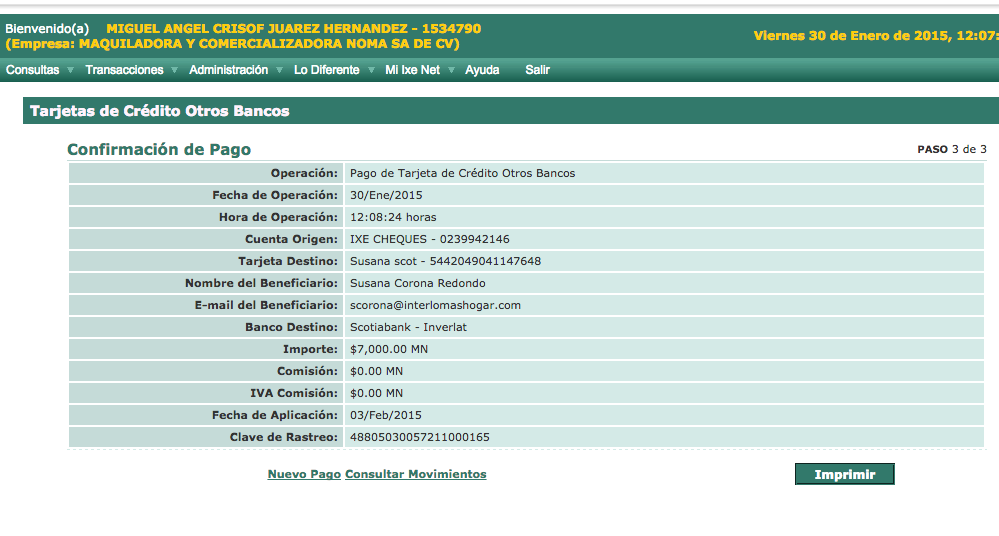 Bienvenido(a) MIGUEL ANGEL CRISOF JUAREZ HERNANDEZ - 1534790
(Empresa: MAQUILADORA Y COMERCIALIZADORA NOMA SA DE CV)
Viernes 30 de Enero de 2015, 12:07:
Consultas Transacciones Administración Lo Diferente Mi Ixe Net Ayuda Salir
Tarjetas de Crédito Otros Bancos
Confirmación de Pago PASO 3 de 3
Operación: Pago de Tarjeta de Crédito Otros Bancos
Fecha de Operación: 30/Ene/2015
Hora de Operación: 12:08:24 horas
Cuenta Origen: IXE CHEQUES - 0239942146
Tarjeta Destino: Susana scot - 5442049041147648
Nombre del Beneficiario: Susana Corona Redondo
E-mail del Beneficiario: scorona@interlomashogar.com
Banco Destino: Scotiabank - Inverlat
Importe: $7,000.00 MN
Comisión: $0.00 MN
IVA Comisión: $0.00 MN
Fecha de Aplicación: 03/Feb/2015
Clave de Rastreo: 48805030057211000165
Nuevo Pago Consultar Movimientos Imprimir